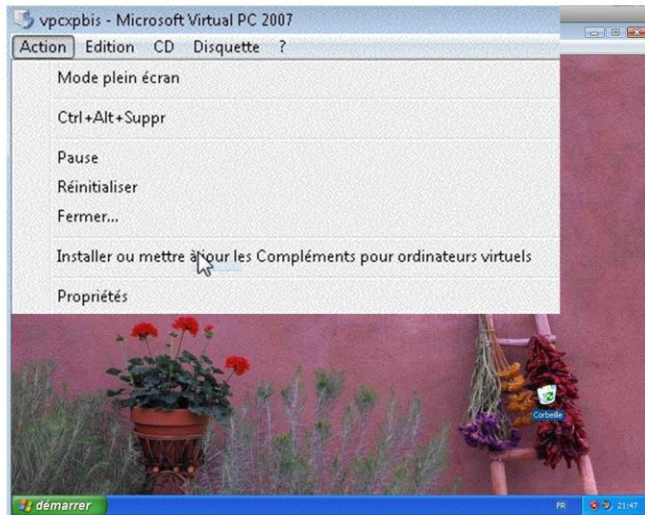 vpcxpbis - Microsoft Virtual PC 2007
Action Edition CD Disquette ?
Mode plein écran
Ctrl+Alt+Suppr
Pause
Réinitialiser
Fermer...
Installer ou mettre à jour les Compléments pour ordinateurs virtuels
Propriétés
Corbeille
démarrer FR 21:47